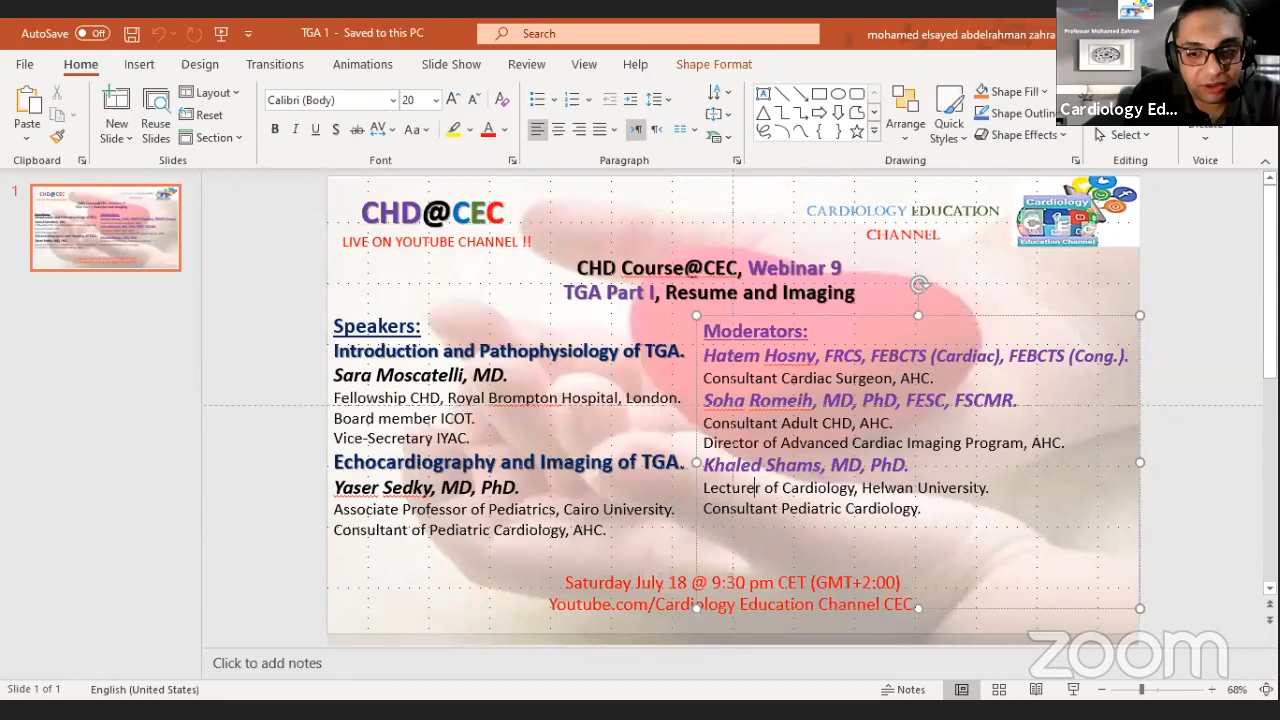 AutoSave Off
TGA 1 - Saved to this PC
Search
mohamed elsayed abdelrahman zahra
File Home Insert Design Transitions Animations Slide Show Review View Help Shape Format
Professor Mohamed Zahran
Cardiology Ed...
Paste
Clipboard
New Slide
Reuse Slides
Layout
Reset
Section
Slides
Calibri (Body) 20
Font
Paragraph
Arrange
Quick Styles
Shape Fill
Shape Outlin
Shape Effects
Drawing
Select
Editing
Voice
1
CHD@CEC
LIVE ON YOUTUBE CHANNEL !!
CARDIOLOGY EDUCATION
CHANNEL
Cardiology
CEC
Education Channel
CHD Course@CEC, Webinar 9
TGA Part I, Resume and Imaging
Speakers:
Introduction and Pathophysiology of TGA.
Sara Moscatelli, MD.
Fellowship CHD, Royal Brompton Hospital, London.
Board member ICOT.
Vice-Secretary IYAC.
Echocardiography and Imaging of TGA.
Yaser Sedky, MD, PhD.
Associate Professor of Pediatrics, Cairo University.
Consultant of Pediatric Cardiology, AHC.
Moderators:
Hatem Hosny, FRCS, FEBCTS (Cardiac), FEBCTS (Cong.).
Consultant Cardiac Surgeon, AHC.
Soha Romeih, MD, PhD, FESC, FSCMR.
Consultant Adult CHD, AHC.
Director of Advanced Cardiac Imaging Program, AHC.
Khaled Shams, MD, PhD.
Lecturer of Cardiology, Helwan University.
Consultant Pediatric Cardiology.
Saturday July 18 @ 9:30 pm CET (GMT+2:00)
Youtube.com/Cardiology Education Channel CEC
zoom
Click to add notes
Slide 1 of 1
English (United States)
Notes
68%